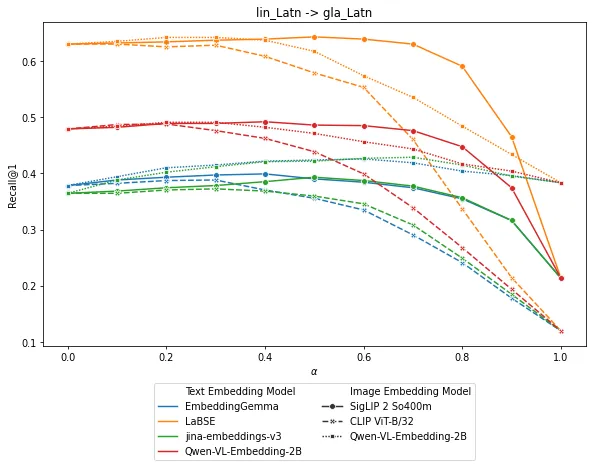 lin_Latn -> gla_Latn
Recall@1
0.6
0.5
0.4
0.3
0.2
0.1
0.0 0.2 0.4 0.6 0.8 1.0
α
Text Embedding Model Image Embedding Model
EmbeddingGemma SigLIP 2 So400m
LaBSE CLIP ViT-B/32
jina-embeddings-v3 Qwen-VL-Embedding-2B
Qwen-VL-Embedding-2B